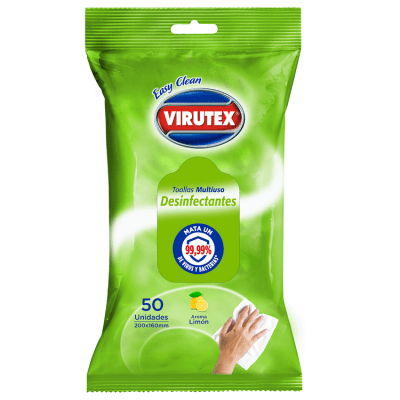 Easy Clean
VIRUTEX
Toallas Multiuso
Desinfectantes
MATA UN
99,99%
DE VIRUS Y BACTERIAS*
50
Unidades
200x160mm
Aroma
Limón